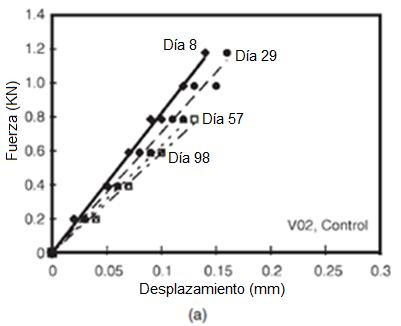 Fuerza (KN)
1.4
1.2
1.0
0.8
0.6
0.4
0.2
0
Día 8
Día 29
Día 57
Día 98
V02, Control
0
0.05
0.1
0.15
0.2
0.25
0.3
Desplazamiento (mm)
(a)